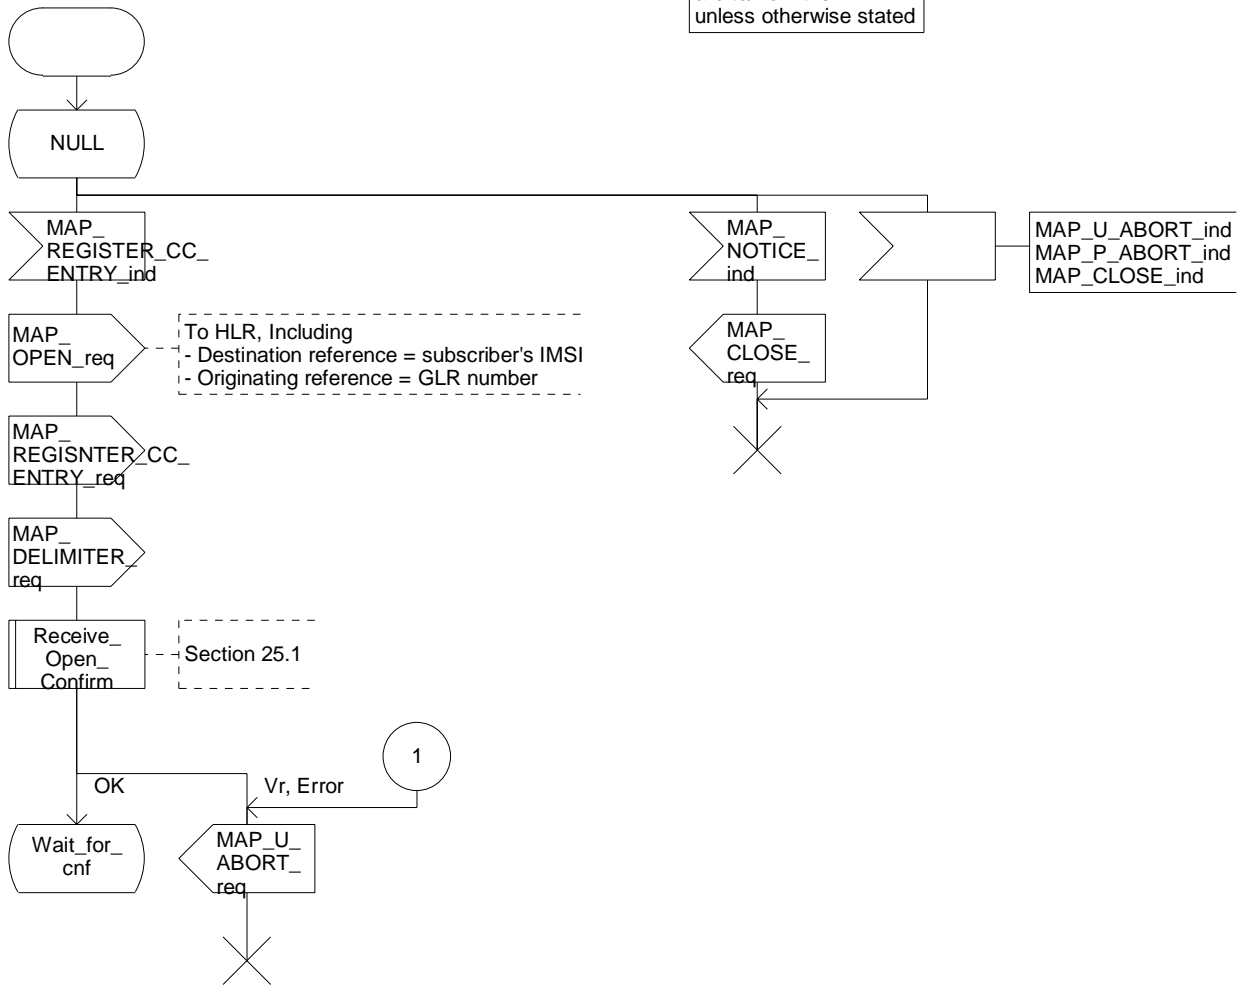 unless otherwise stated
NULL
MAP_
REGISTER_CC_
ENTRY_ind
MAP_
NOTICE_
ind
MAP_U_ABORT_ind
MAP_P_ABORT_ind
MAP_CLOSE_ind
MAP_
OPEN_req
To HLR, Including
- Destination reference = subscriber's IMSI
- Originating reference = GLR number
MAP_
CLOSE_
req
MAP_
REGISNTER_CC_
ENTRY_req
MAP_
DELIMITER_
req
Receive_
Open_
Confirm
Section 25.1
1
OK
Vr, Error
Wait_for_
cnf
MAP_U_
ABORT_
req